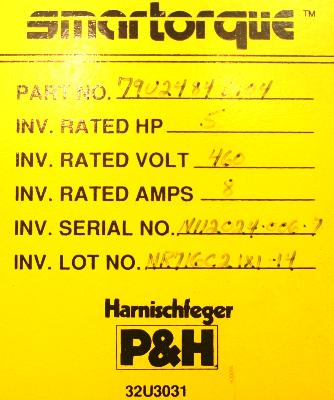 smartorque™
PART NO.
INV. RATED HP 5
INV. RATED VOLT 460
INV. RATED AMPS 8
INV. SERIAL NO.
INV. LOT NO.
Harnischfeger
P&H
32U3031